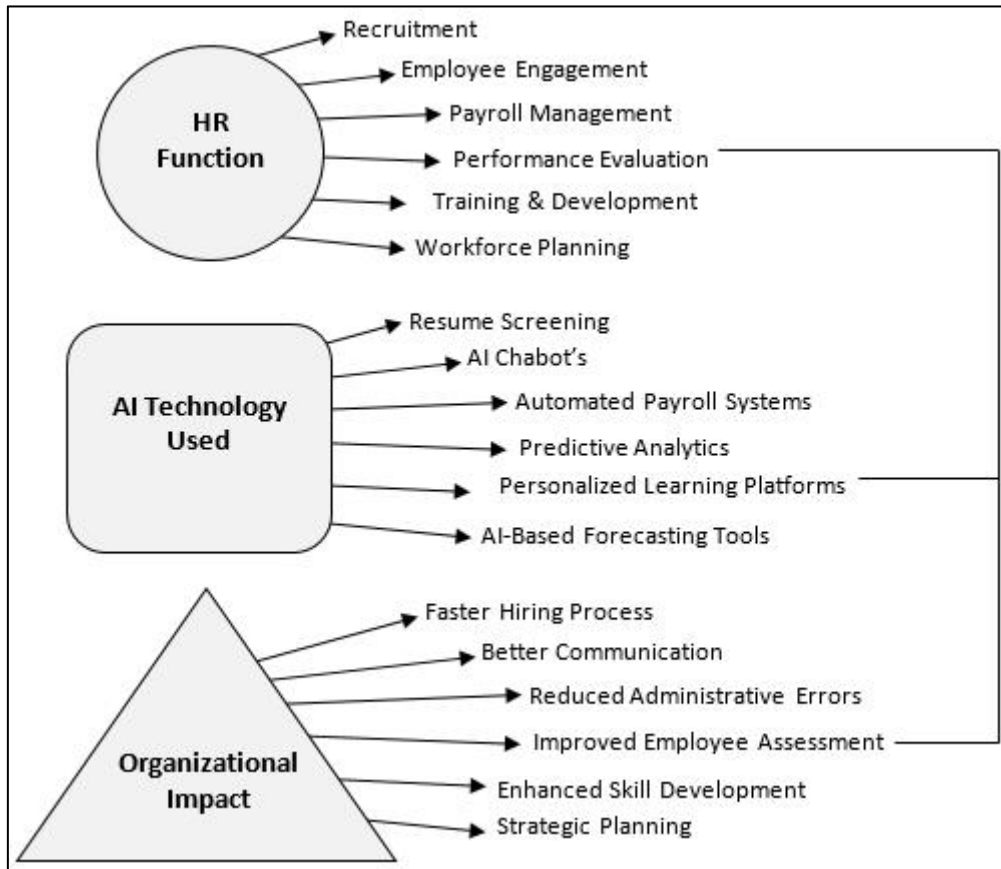 HR
Function
Recruitment
Employee Engagement
Payroll Management
Performance Evaluation
Training & Development
Workforce Planning
AI Technology
Used
Resume Screening
AI Chabot's
Automated Payroll Systems
Predictive Analytics
Personalized Learning Platforms
AI-Based Forecasting Tools
Organizational
Impact
Faster Hiring Process
Better Communication
Reduced Administrative Errors
Improved Employee Assessment
Enhanced Skill Development
Strategic Planning